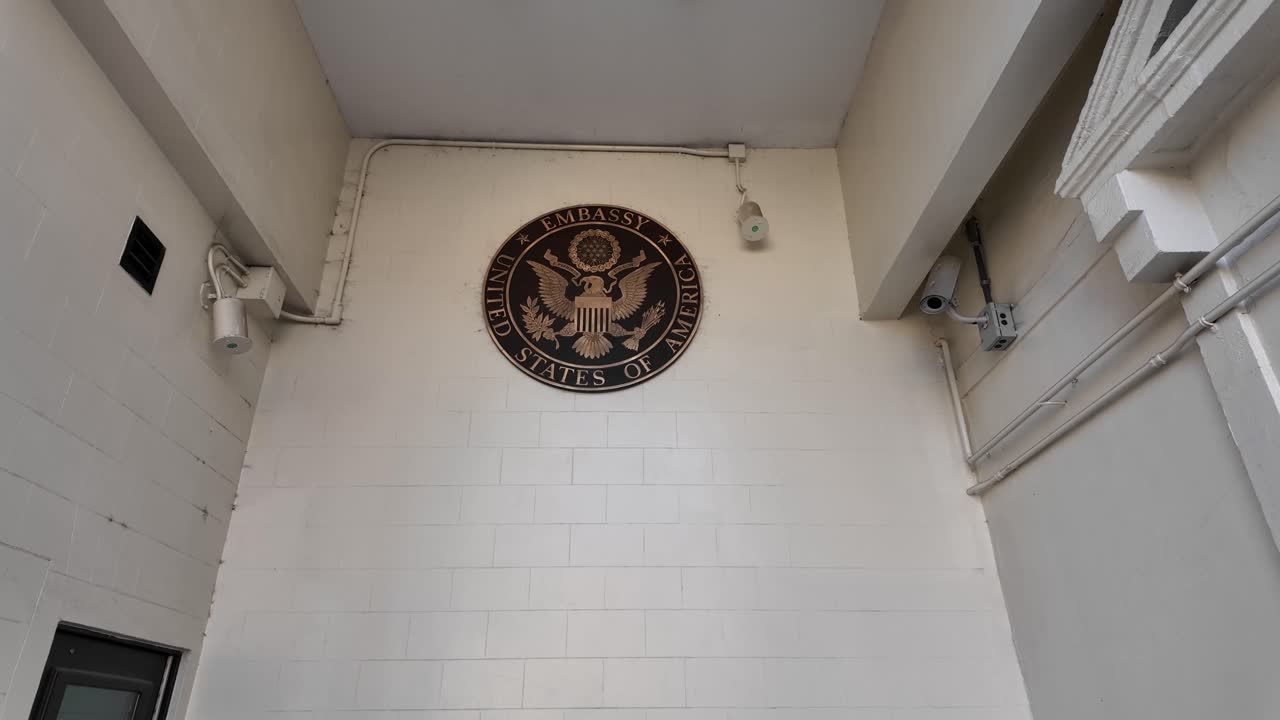 EMBASSY
UNITED STATES OF AMERICA